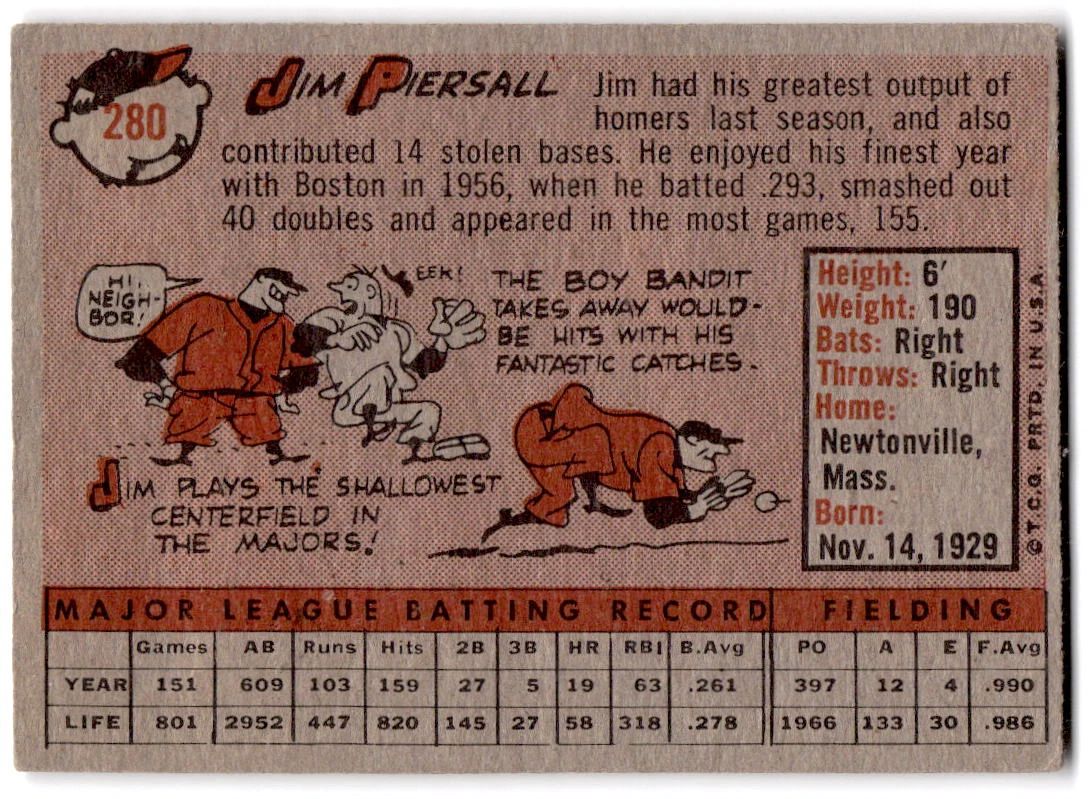 280
JIM PIERSALL
Jim had his greatest output of
homers last season, and also
contributed 14 stolen bases. He enjoyed his finest year
with Boston in 1956, when he batted .293, smashed out
40 doubles and appeared in the most games, 155.
HI,
NEIGH-
BOR!
EEK!
THE BOY BANDIT
TAKES AWAY WOULD-
BE HITS WITH HIS
FANTASTIC CATCHES.
JIM PLAYS THE SHALLOWEST
CENTERFIELD IN
THE MAJORS!
Height: 6'
Weight: 190
Bats: Right
Throws: Right
Home:
Newtonville,
Mass.
Born:
Nov. 14, 1929
©T.C.G. PRTD. IN U.S.A.
MAJOR LEAGUE BATTING RECORD FIELDING
Games AB Runs Hits 2B 3B HR RBI B.Avg PO A E F.Avg
YEAR 151 609 103 159 27 5 19 63 .261 397 12 4 .990
LIFE 801 2952 447 820 145 27 58 318 .278 1966 133 30 .986